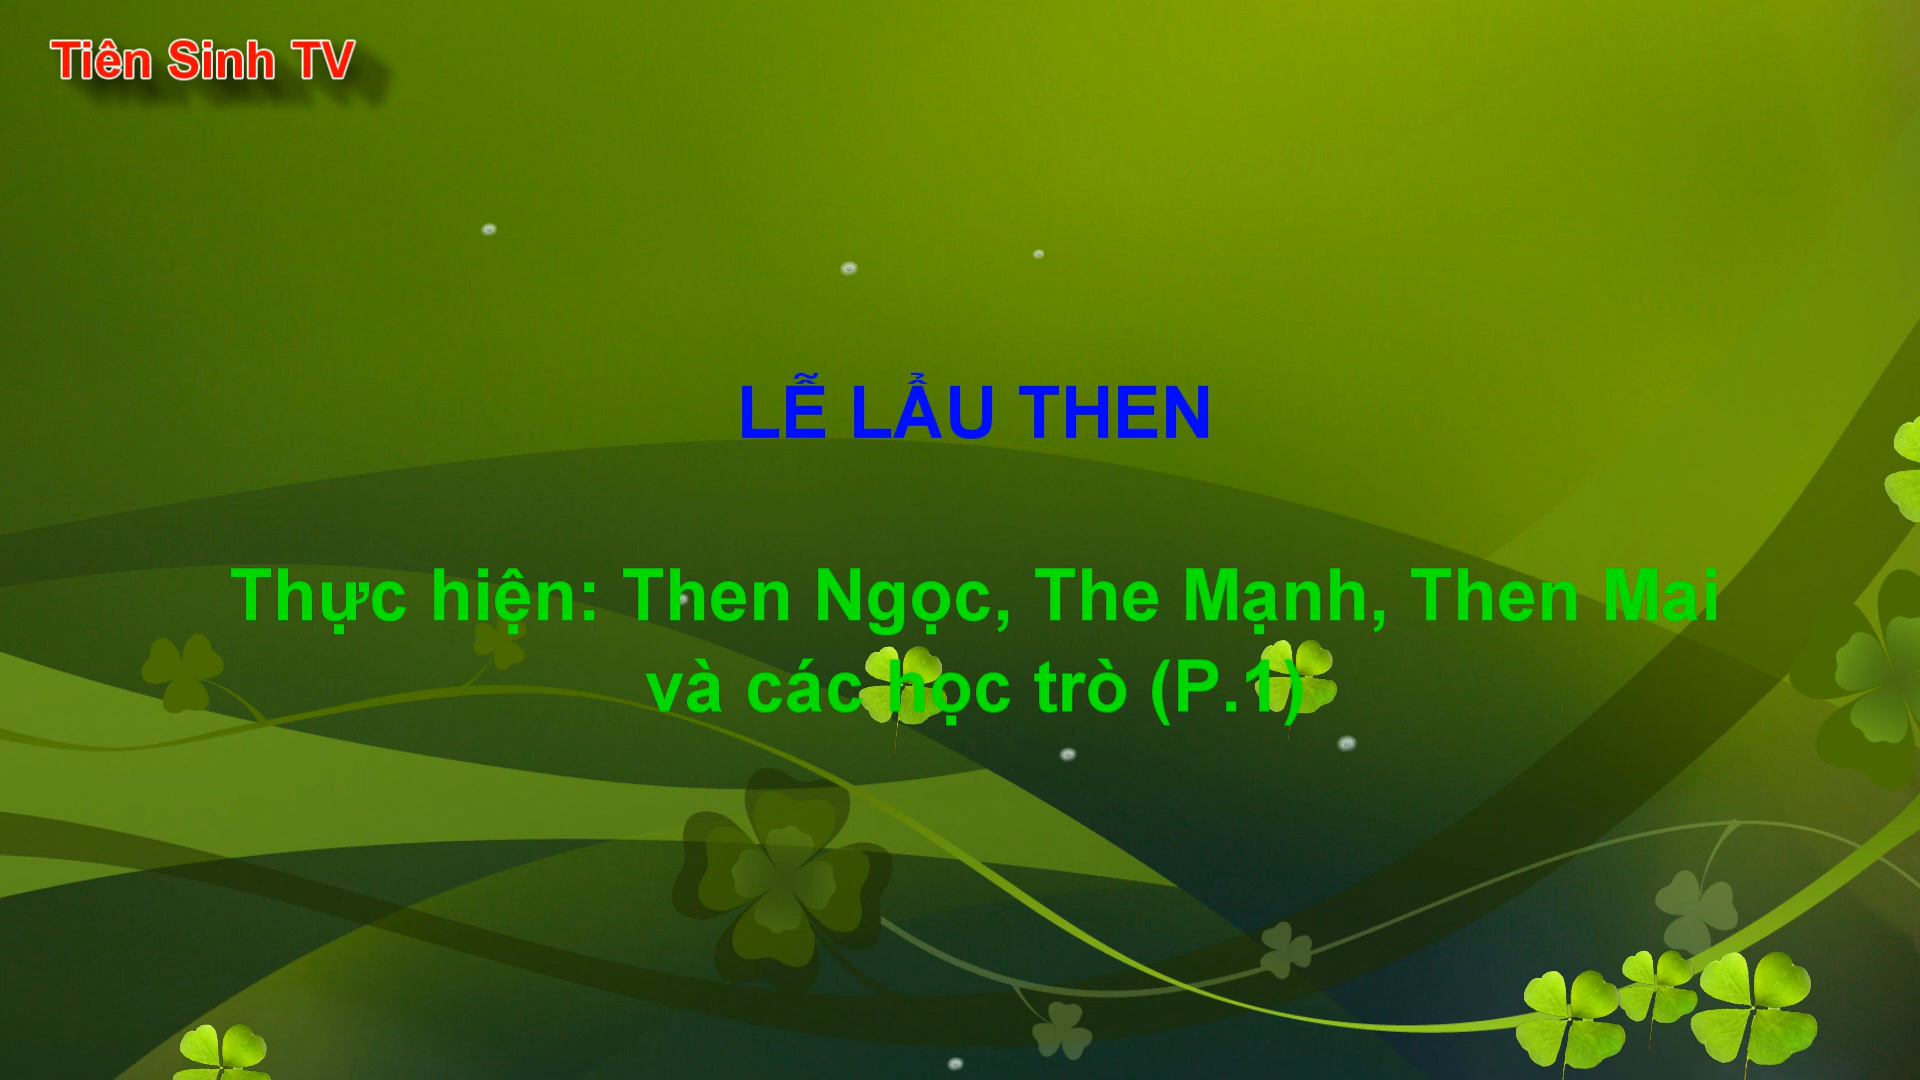 Tiên Sinh TV
LỄ LẨU THEN
Thực hiện: Then Ngọc, The Mạnh, Then Mai
và các học trò (P.1)